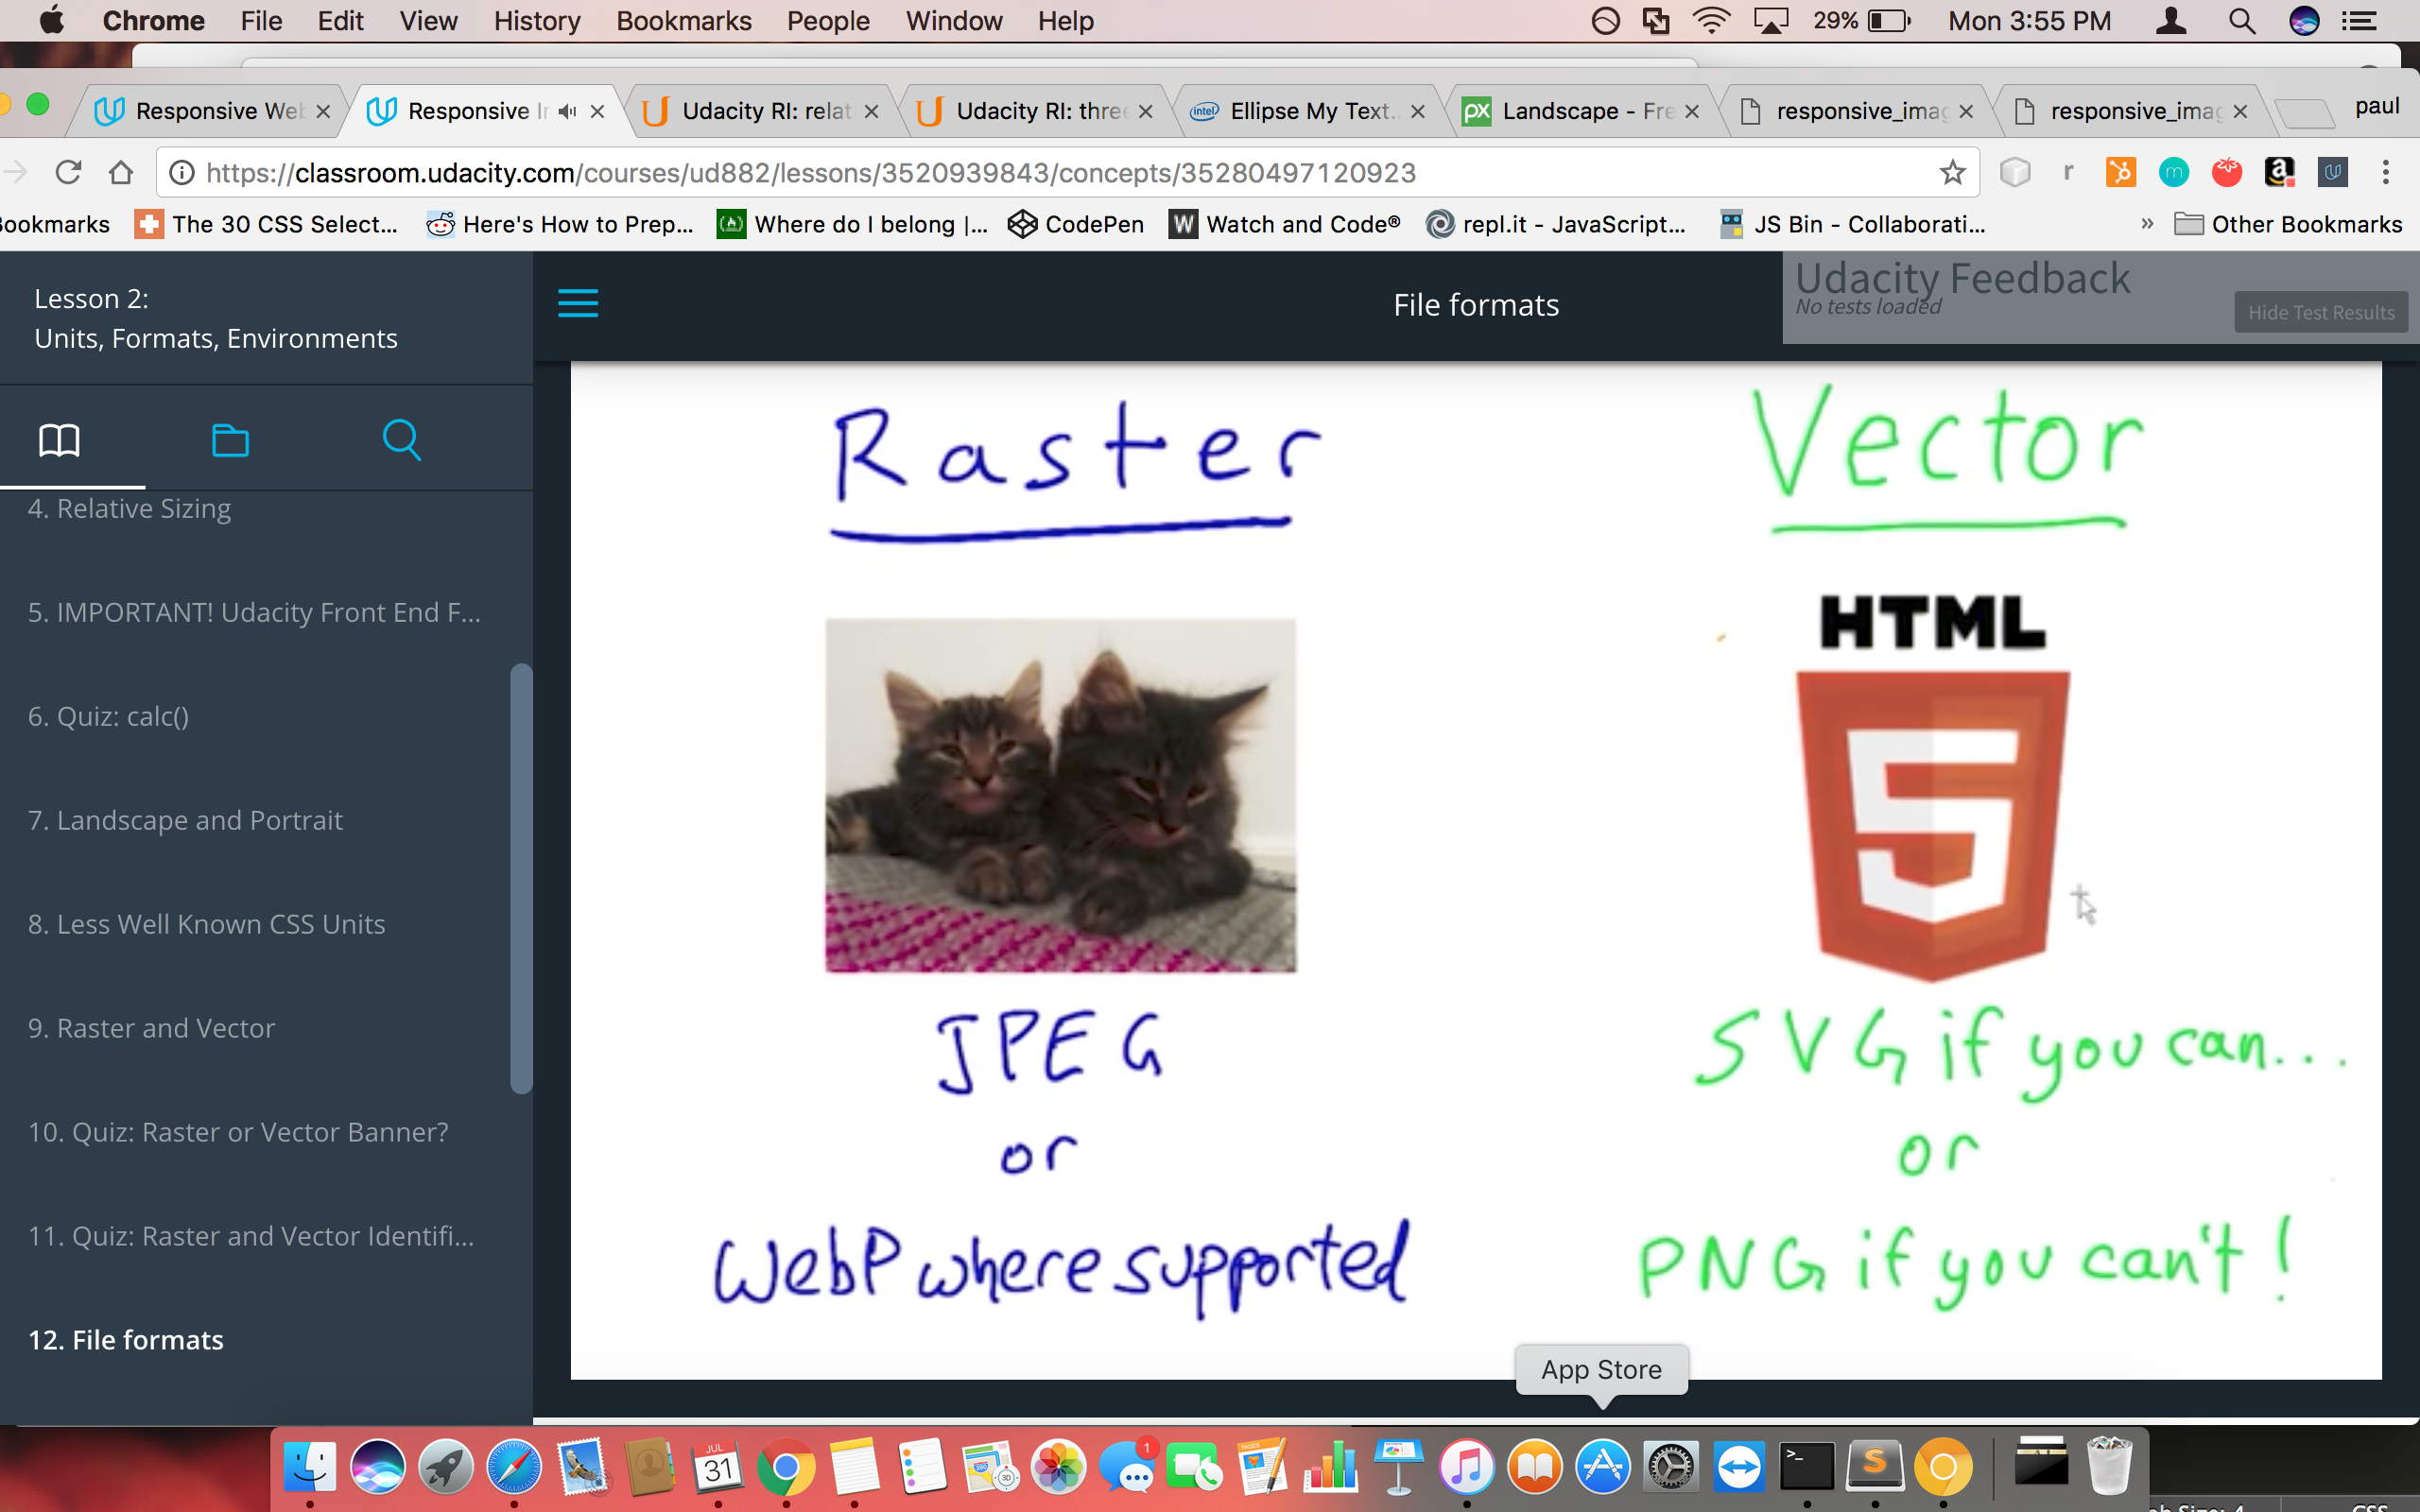 Chrome File Edit View History Bookmarks People Window Help 29% Mon 3:55 PM
Responsive Web Responsive Ir Udacity RI: relat Udacity RI: three Ellipse My Text.. Landscape - Fre responsive_imag responsive_imag paul
https://classroom.udacity.com/courses/ud882/lessons/3520939843/concepts/35280497120923
Bookmarks The 30 CSS Select... Here's How to Prep... Where do I belong |... CodePen Watch and Code® repl.it - JavaScript... JS Bin - Collaborati... » Other Bookmarks
Lesson 2:
Units, Formats, Environments
File formats
Udacity Feedback
No tests loaded
Hide Test Results
4. Relative Sizing
5. IMPORTANT! Udacity Front End F...
6. Quiz: calc()
7. Landscape and Portrait
8. Less Well Known CSS Units
9. Raster and Vector
10. Quiz: Raster or Vector Banner?
11. Quiz: Raster and Vector Identifi...
12. File formats
Raster
JPEG
or
WebP where supported
Vector
HTML
5
SVG if you can...
or
PNG if you can't!
App Store
JUL
31
1